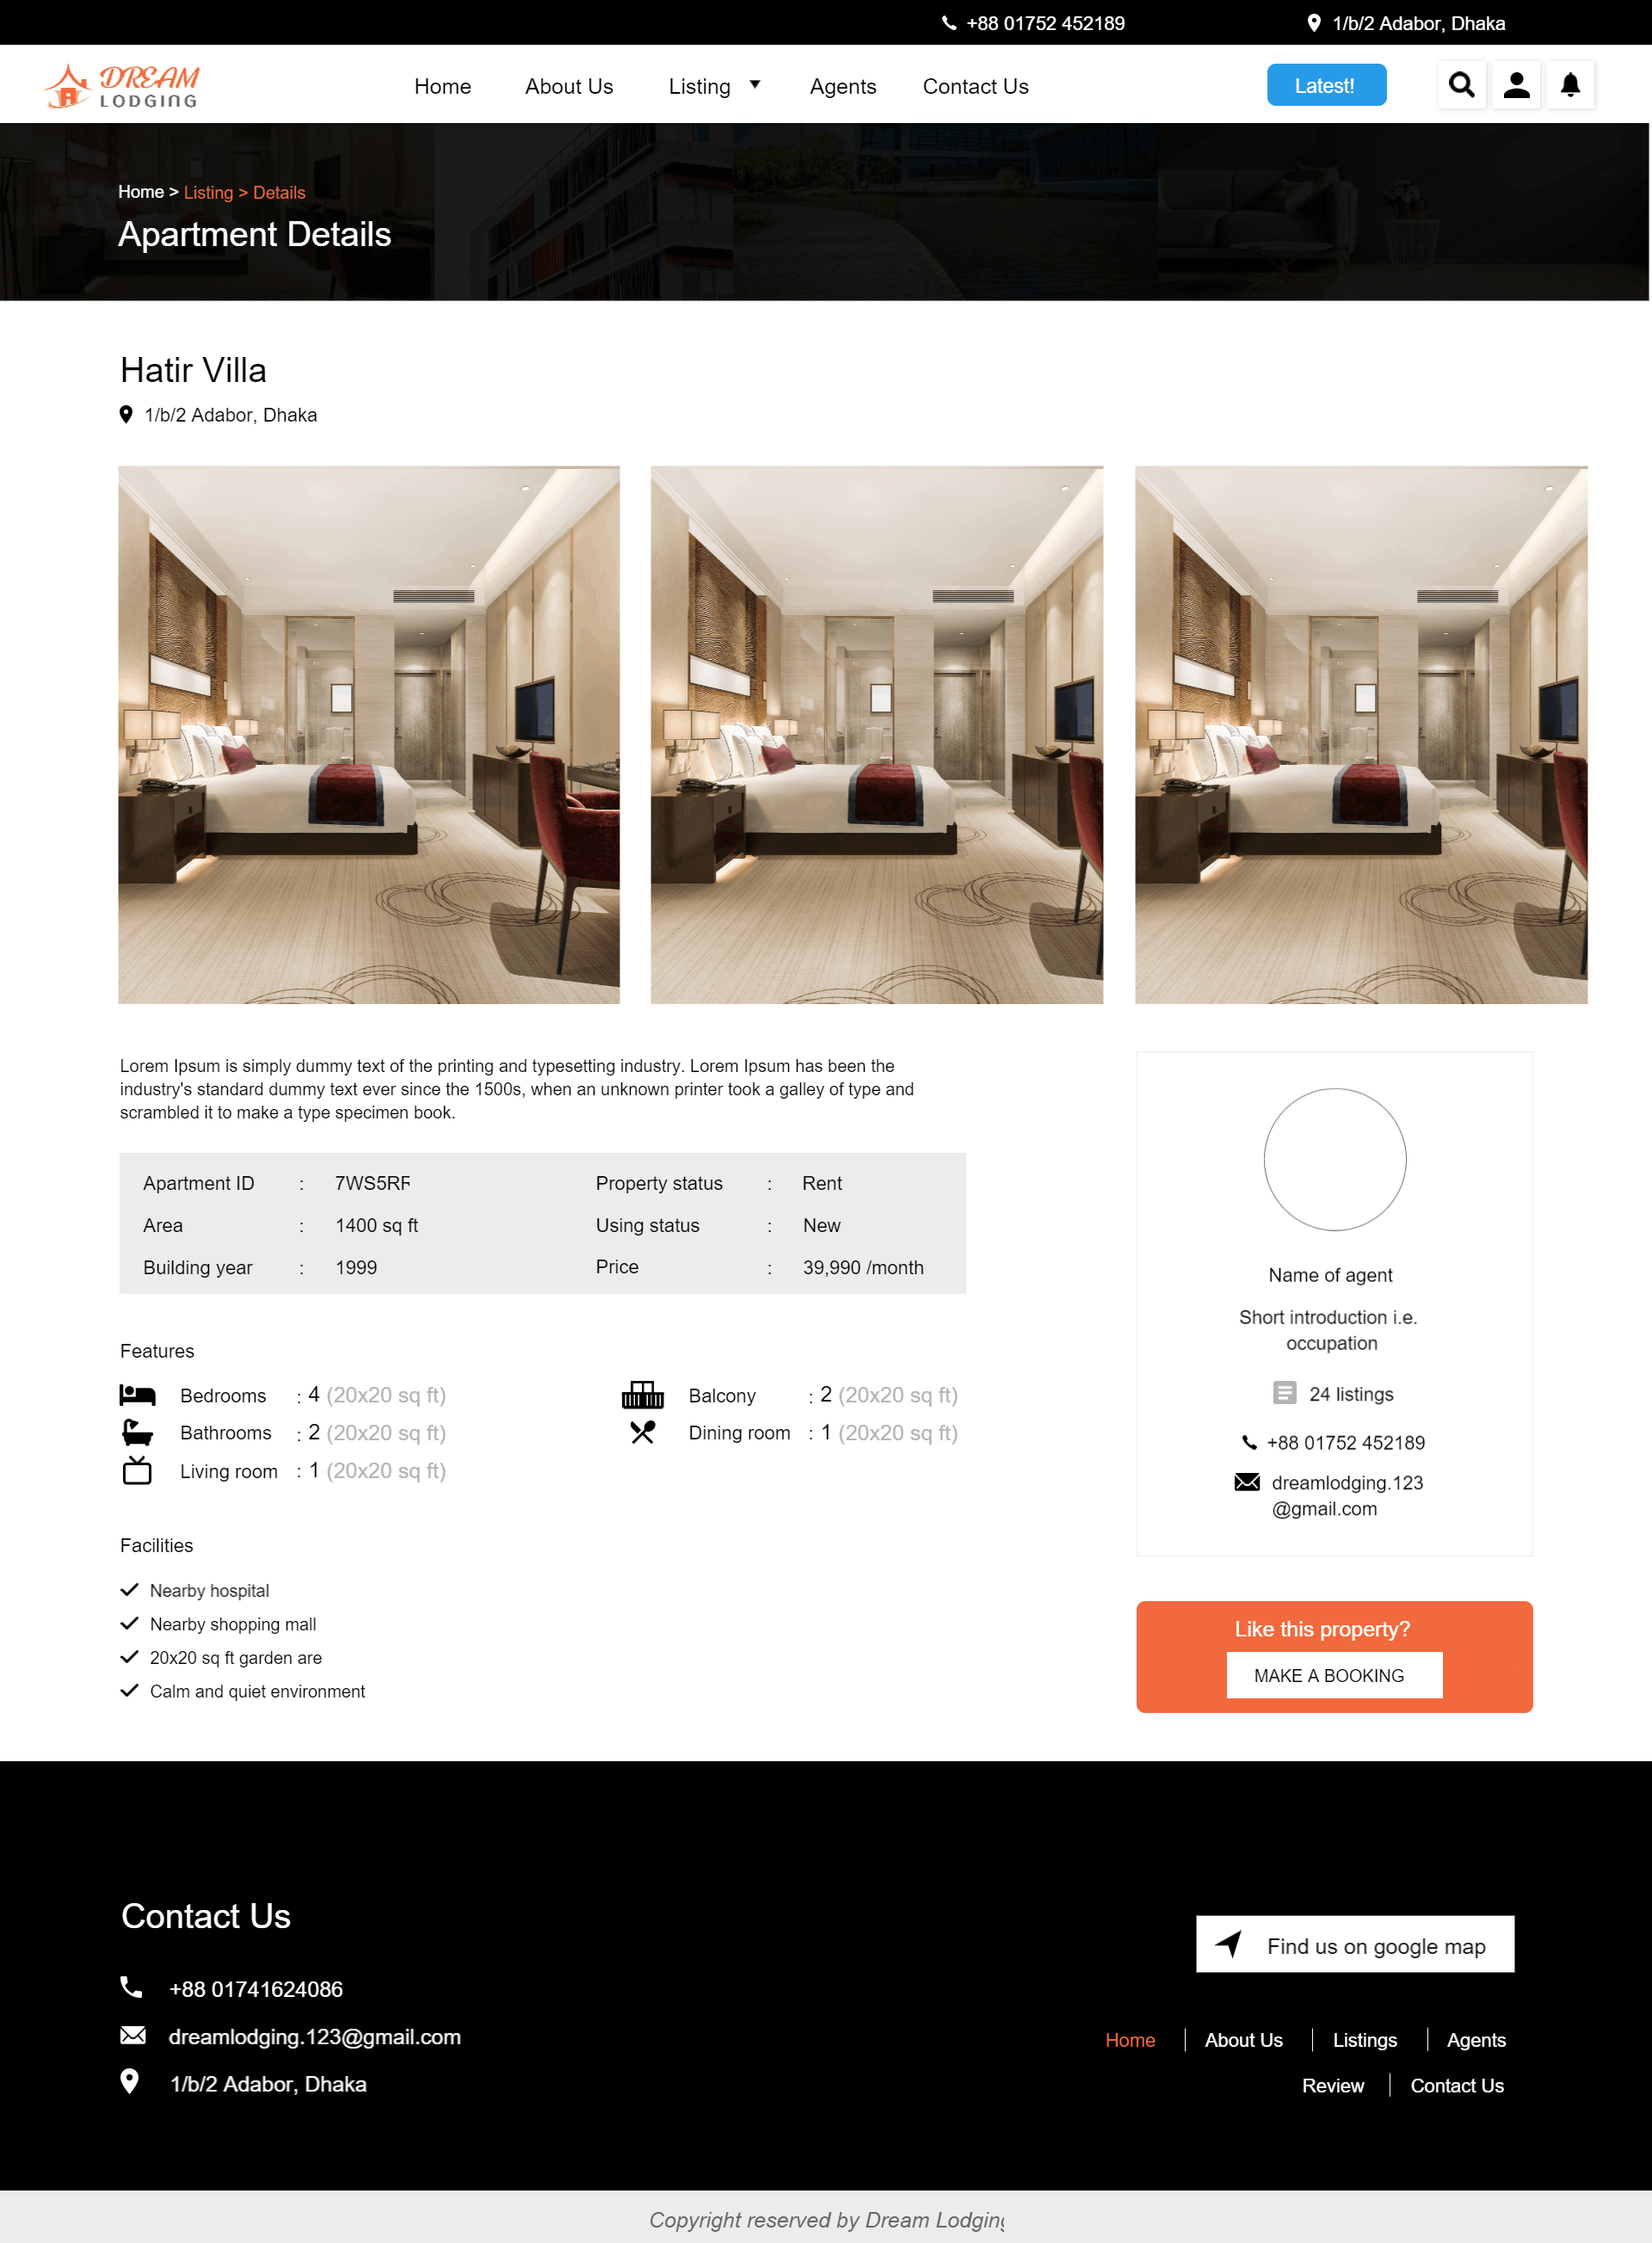 +88 01752 452189 1/b/2 Adabor, Dhaka
DREAM
LODGING
Home About Us Listing Agents Contact Us Latest!
Home > Listing > Details
Apartment Details
Hatir Villa
1/b/2 Adabor, Dhaka
Lorem Ipsum is simply dummy text of the printing and typesetting industry. Lorem Ipsum has been the
industry's standard dummy text ever since the 1500s, when an unknown printer took a galley of type and
scrambled it to make a type specimen book.
Apartment ID : 7WS5RF Property status : Rent
Area : 1400 sq ft Using status : New
Building year : 1999 Price : 39,990 /month
Features
Bedrooms : 4 (20x20 sq ft) Balcony : 2 (20x20 sq ft)
Bathrooms : 2 (20x20 sq ft) Dining room : 1 (20x20 sq ft)
Living room : 1 (20x20 sq ft)
Facilities
Nearby hospital
Nearby shopping mall
20x20 sq ft garden are
Calm and quiet environment
Name of agent
Short introduction i.e.
occupation
24 listings
+88 01752 452189
dreamlodging.123
@gmail.com
Like this property?
MAKE A BOOKING
Contact Us
+88 01741624086
dreamlodging.123@gmail.com
1/b/2 Adabor, Dhaka
Find us on google map
Home About Us Listings Agents
Review Contact Us
Copyright reserved by Dream Lodging